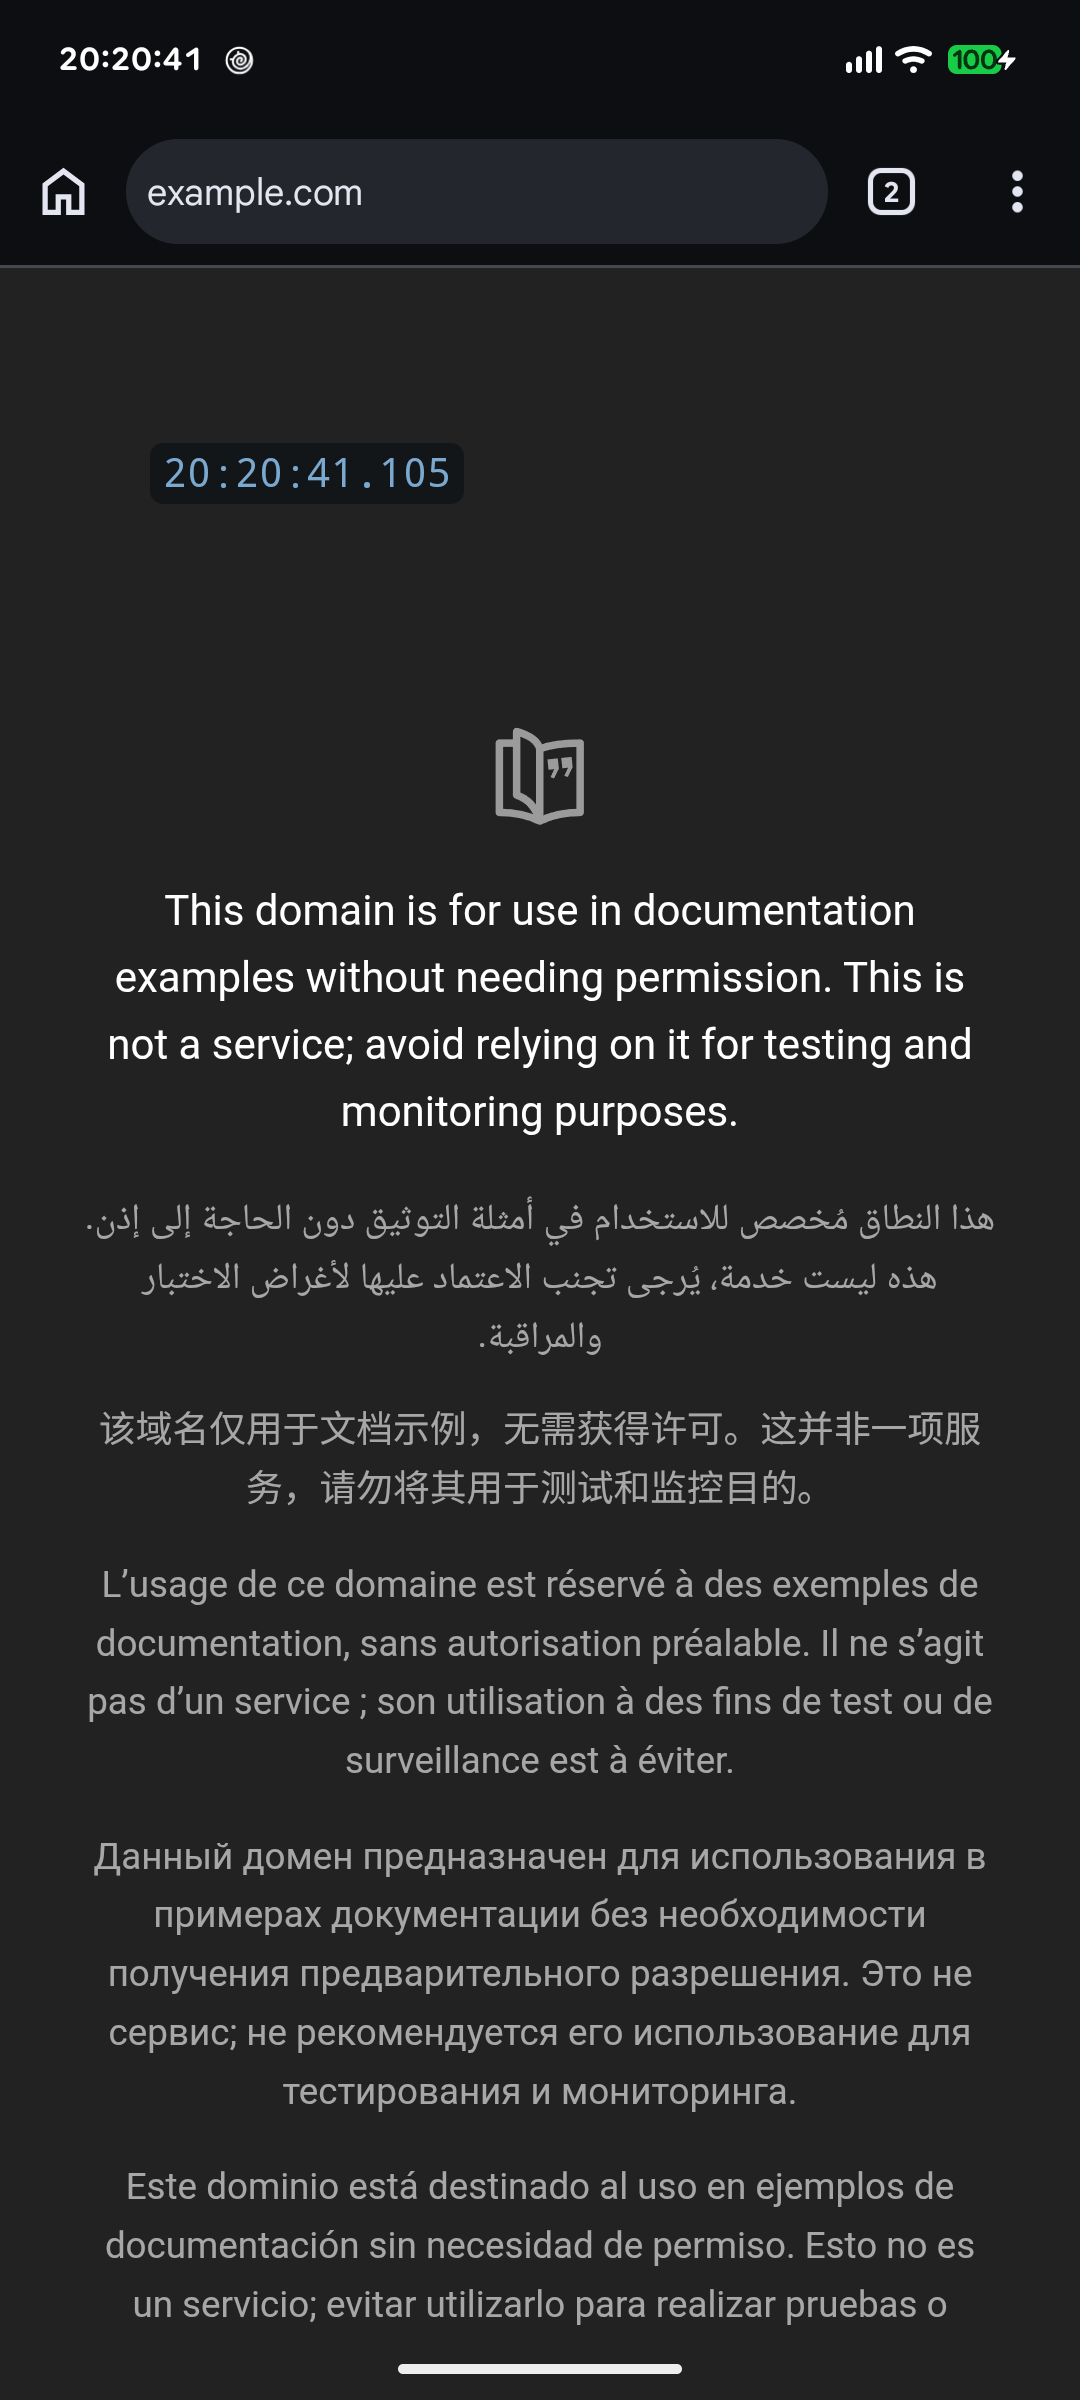 20:20:41
100
example.com
2
20:20:41.105
This domain is for use in documentation
examples without needing permission. This is
not a service; avoid relying on it for testing and
monitoring purposes.
هذا النطاق مُخصص للاستخدام في أمثلة التوثيق دون الحاجة إلى إذن.
هذه ليست خدمة، يُرجى تجنب الاعتماد عليها لأغراض الاختبار
والمراقبة.
该域名仅用于文档示例，无需获得许可。这并非一项服
务，请勿将其用于测试和监控目的。
L’usage de ce domaine est réservé à des exemples de
documentation, sans autorisation préalable. Il ne s’agit
pas d’un service ; son utilisation à des fins de test ou de
surveillance est à éviter.
Данный домен предназначен для использования в
примерах документации без необходимости
получения предварительного разрешения. Это не
сервис; не рекомендуется его использование для
тестирования и мониторинга.
Este dominio está destinado al uso en ejemplos de
documentación sin necesidad de permiso. Esto no es
un servicio; evitar utilizarlo para realizar pruebas o